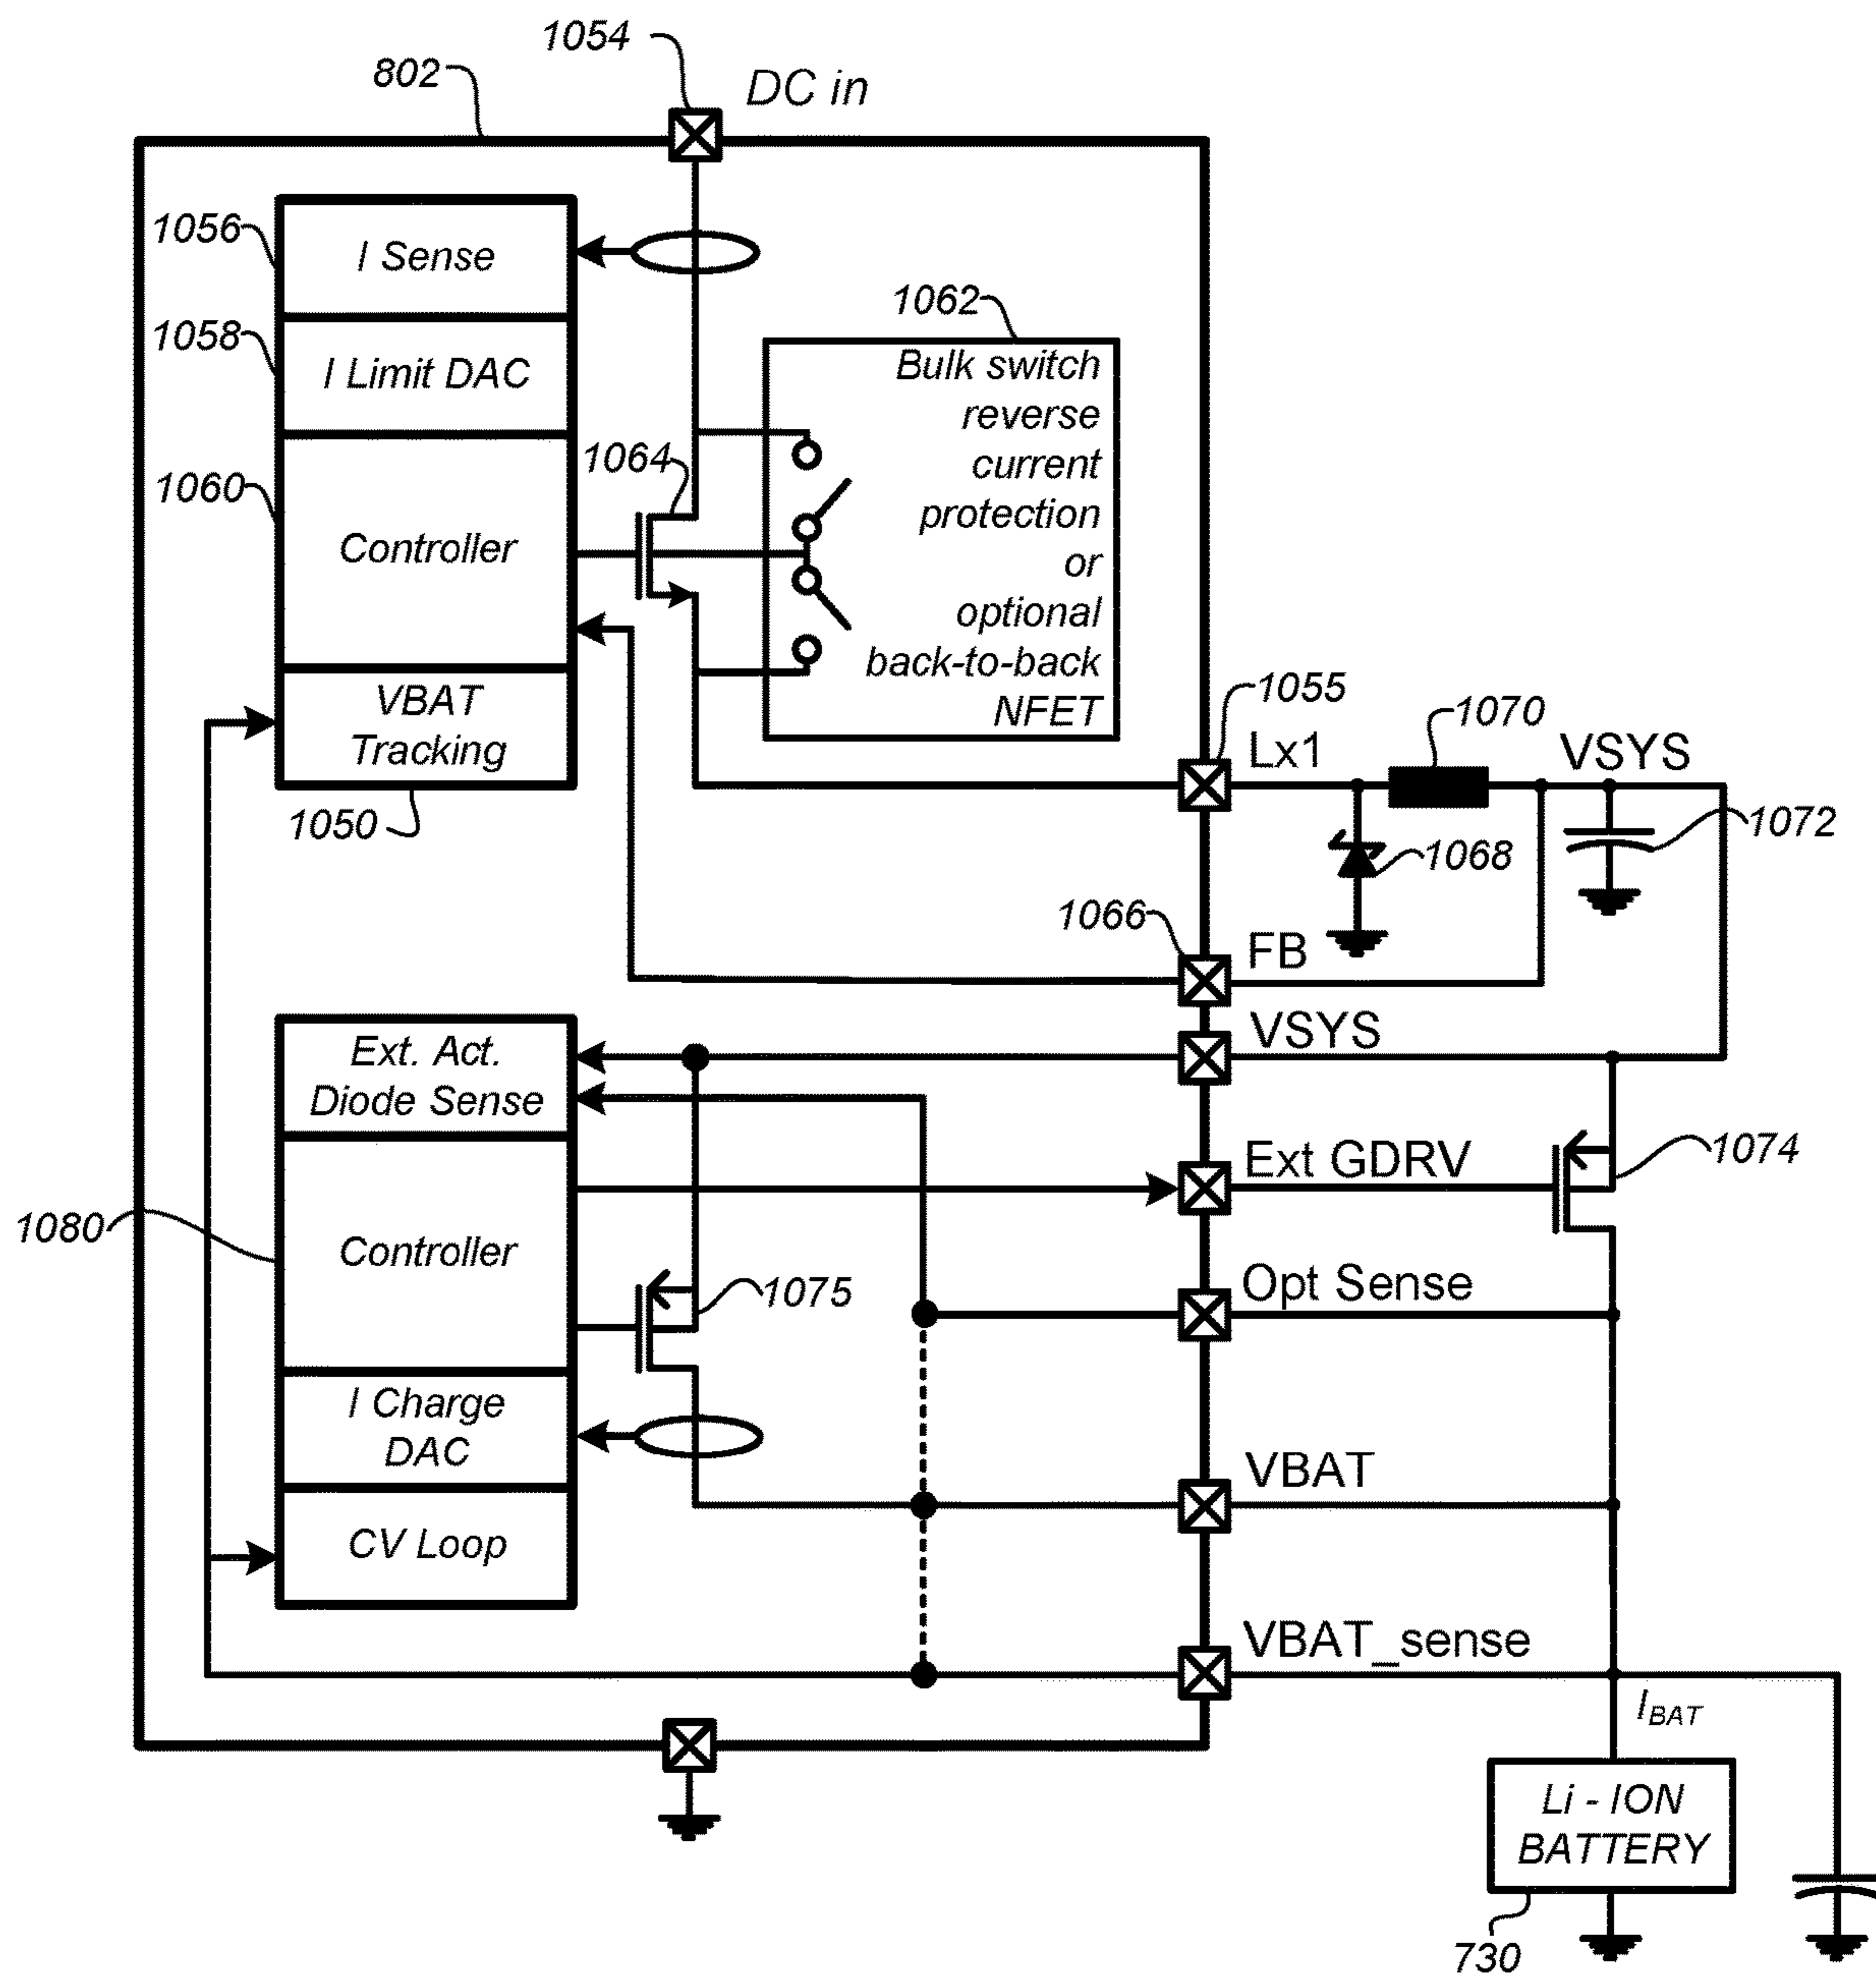 1054
DC in
802
1056
I Sense
1058
I Limit DAC
1060
Controller
1064
1062
Bulk switch
reverse
current
protection
or
optional
back-to-back
NFET
VBAT
Tracking
1050
1055
Lx1
1070
VSYS
1072
1068
1066
FB
VSYS
Ext. Act.
Diode Sense
Ext GDRV
1074
1080
Controller
1075
Opt Sense
I Charge
DAC
VBAT
CV Loop
VBAT_sense
IBAT
Li - ION
BATTERY
730